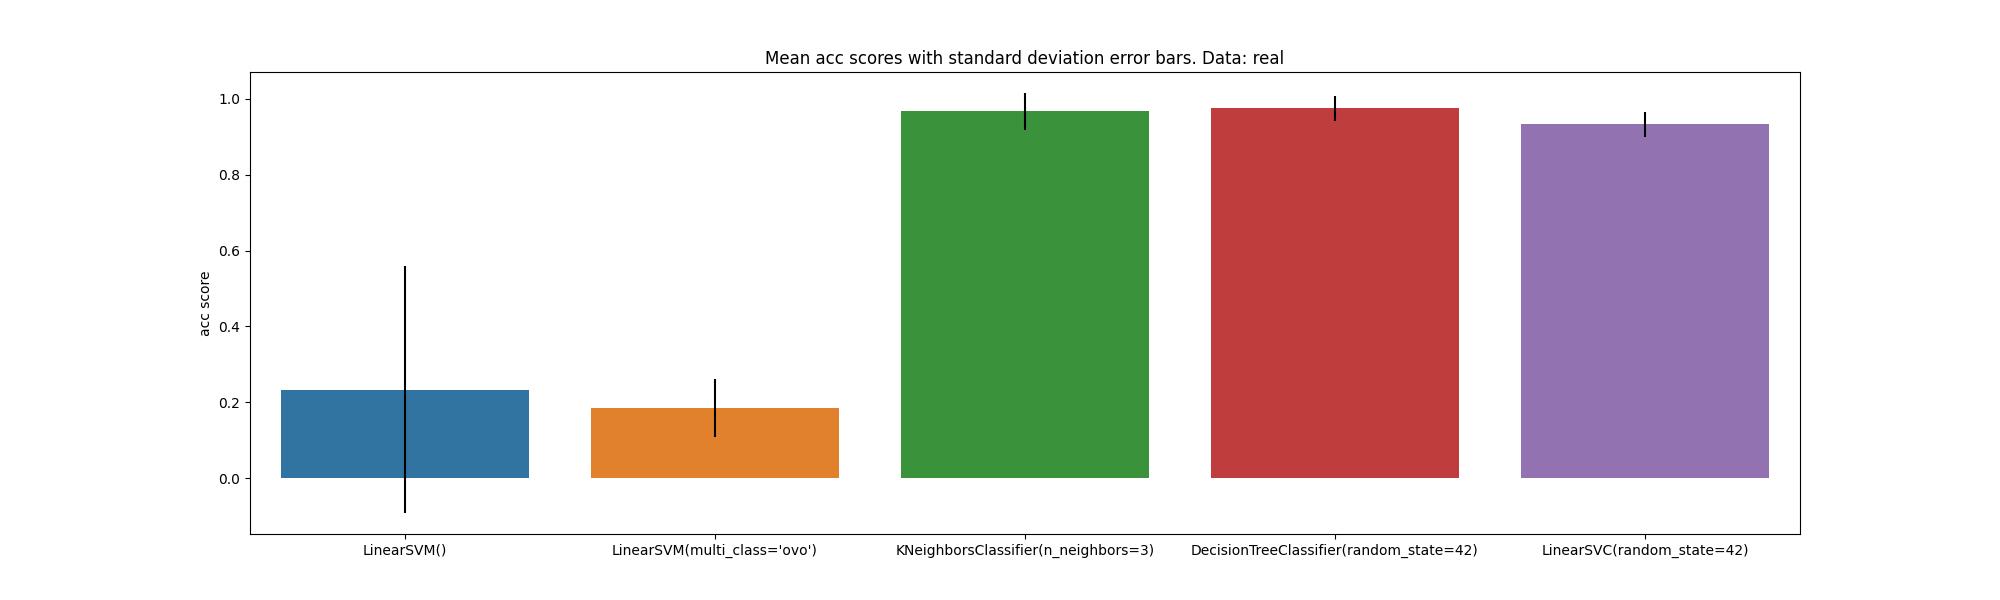 Mean acc scores with standard deviation error bars. Data: real
acc score
1.0
0.8
0.6
0.4
0.2
0.0
LinearSVM()
LinearSVM(multi_class='ovo')
KNeighborsClassifier(n_neighbors=3)
DecisionTreeClassifier(random_state=42)
LinearSVC(random_state=42)